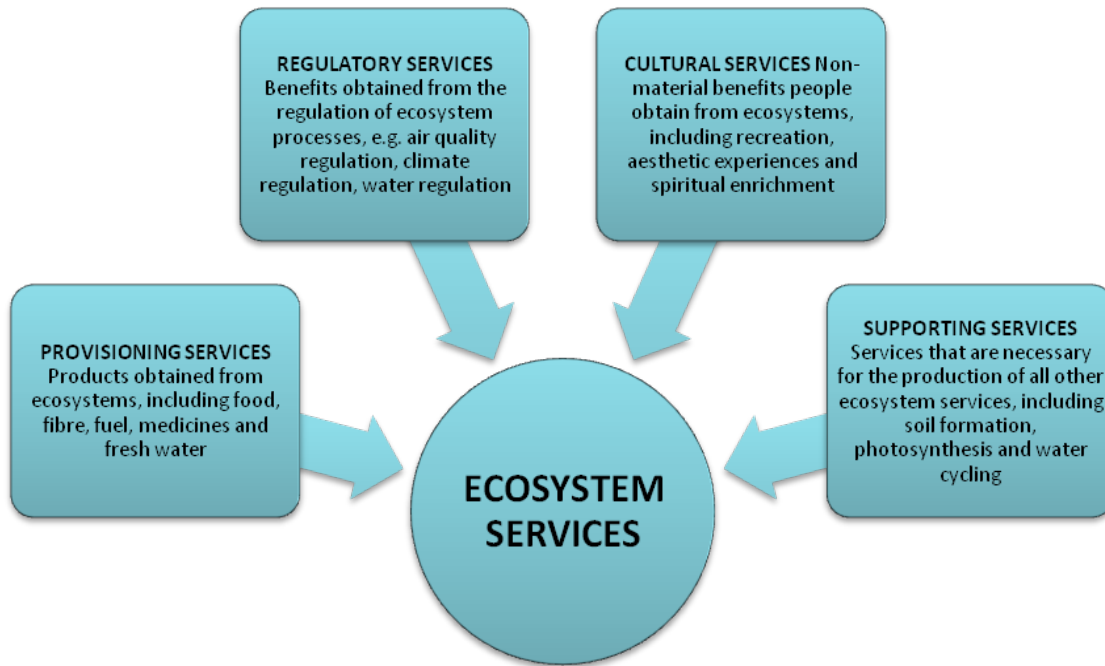 REGULATORY SERVICES
Benefits obtained from the
regulation of ecosystem
processes, e.g. air quality
regulation, climate
regulation, water regulation
CULTURAL SERVICES Non-
material benefits people
obtain from ecosystems,
including recreation,
aesthetic experiences and
spiritual enrichment
PROVISIONING SERVICES
Products obtained from
ecosystems, including food,
fibre, fuel, medicines and
fresh water
SUPPORTING SERVICES
Services that are necessary
for the production of all other
ecosystem services, including
soil formation,
photosynthesis and water
cycling
ECOSYSTEM
SERVICES